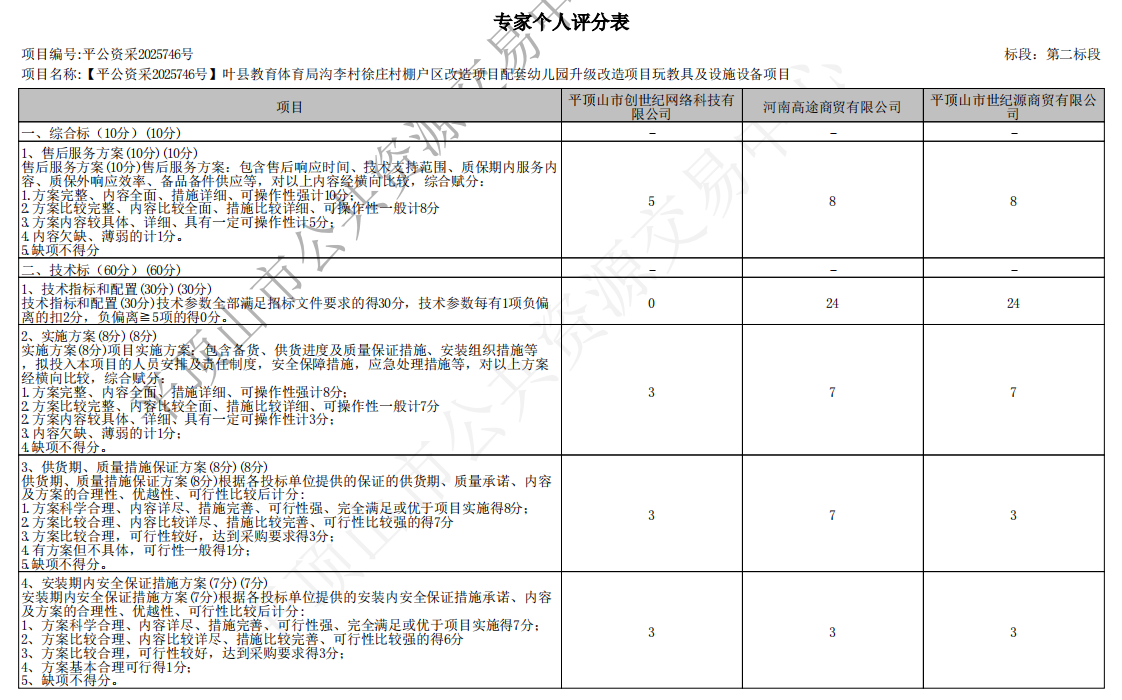 专家个人评分表
项目编号:平公资采2025746号
标段：第二标段
项目名称:【平公资采2025746号】叶县教育体育局沟李村徐庄村棚户区改造项目配套幼儿园升级改造项目玩教具及设施设备项目
项目
平顶山市创世纪网络科技有
限公司
河南高途商贸有限公司
平顶山市世纪源商贸有限公
司
一、综合标（10分）(10分)
–
–
–
1、售后服务方案(10分)(10分)
售后服务方案(10分)售后服务方案：包含售后响应时间、技术支持范围、质保期内服务内
容、质保外响应效率、备品备件供应等，对以上内容经横向比较，综合赋分：
1.方案完整、内容全面、措施详细、可操作性强计10分；
2.方案比较完整、内容比较全面、措施比较详细、可操作性一般计8分
3.方案内容较具体、详细、具有一定可操作性计5分；
4.内容欠缺、薄弱的计1分。
5.缺项不得分
5
8
8
二、技术标（60分）(60分)
–
–
–
1、技术指标和配置(30分)(30分)
技术指标和配置(30分)技术参数全部满足招标文件要求的得30分，技术参数每有1项负偏
离的扣2分，负偏离≧5项的得0分。
0
24
24
2、实施方案(8分)(8分)
实施方案(8分)项目实施方案：包含备货、供货进度及质量保证措施、安装组织措施等
，拟投入本项目的人员安排及责任制度，安全保障措施，应急处理措施等，对以上方案
经横向比较，综合赋分：
1.方案完整、内容全面、措施详细、可操作性强计8分；
2.方案比较完整、内容比较全面、措施比较详细、可操作性一般计7分
2.方案内容较具体、详细、具有一定可操作性计3分；
3.内容欠缺、薄弱的计1分；
4.缺项不得分。
3
7
7
3、供货期、质量措施保证方案(8分)(8分)
供货期、质量措施保证方案(8分)根据各投标单位提供的保证的供货期、质量承诺、内容
及方案的合理性、优越性、可行性比较后计分：
1.方案科学合理、内容详尽、措施完善、可行性强、完全满足或优于项目实施得8分；
2.方案比较合理、内容比较详尽、措施比较完善、可行性比较强的得7分
3.方案比较合理，可行性较好，达到采购要求得3分；
4.有方案但不具体，可行性一般得1分；
5.缺项不得分。
3
7
3
4、安装期内安全保证措施方案(7分)(7分)
安装期内安全保证措施方案(7分)根据各投标单位提供的安装内安全保证措施承诺、内容
及方案的合理性、优越性、可行性比较后计分：
1、方案科学合理、内容详尽、措施完善、可行性强、完全满足或优于项目实施得7分；
2、方案比较合理、内容比较详尽、措施比较完善、可行性比较强的得6分
3、方案比较合理，可行性较好，达到采购要求得3分；
4、方案基本合理可行得1分；
5、缺项不得分。
3
3
3
平顶山市公共资源交易中
平顶山市公共资源交易中心